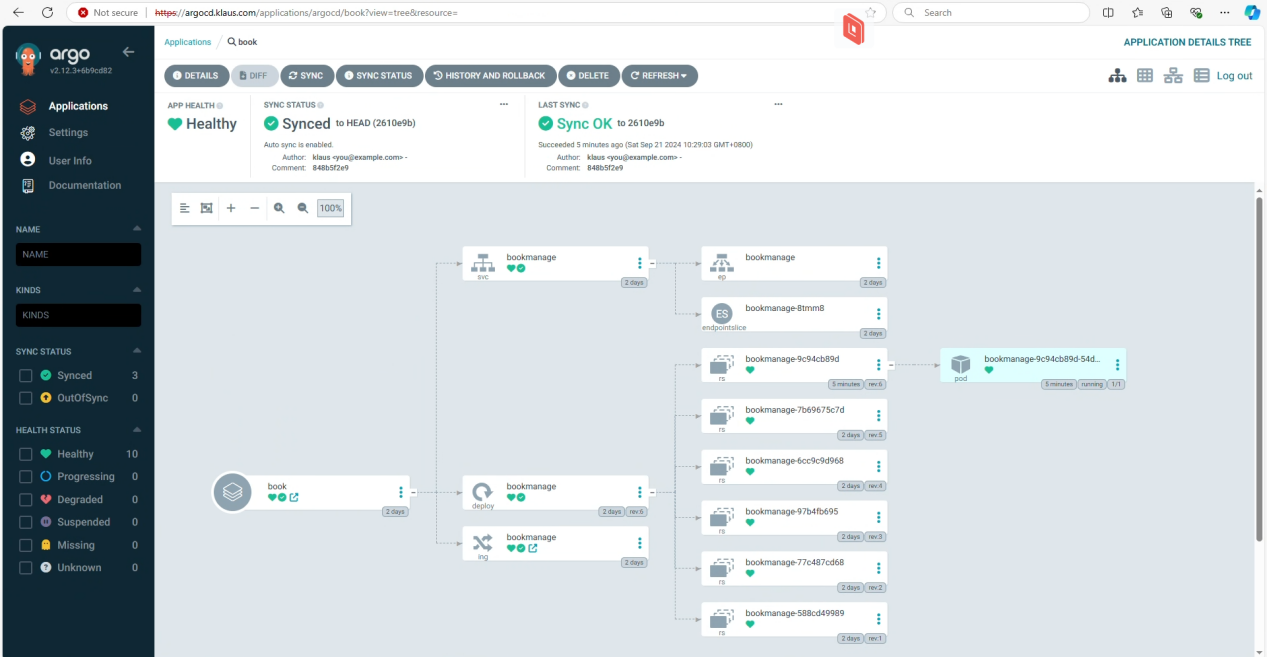 Not secure
https://argocd.klaus.com/applications/argocd/book?view=tree&resource=
Search
argo
v2.12.3+6b9cd82
Applications
Settings
User Info
Documentation
NAME
NAME
KINDS
KINDS
SYNC STATUS
Synced 3
OutOfSync 0
HEALTH STATUS
Healthy 10
Progressing 0
Degraded 0
Suspended 0
Missing 0
Unknown 0
Applications / book
APPLICATION DETAILS TREE
DETAILS DIFF SYNC SYNC STATUS HISTORY AND ROLLBACK DELETE REFRESH
Log out
APP HEALTH
Healthy
SYNC STATUS
Synced to HEAD (2610e9b)
Auto sync is enabled.
Author: klaus <you@example.com> -
Comment: 848b5f2e9
LAST SYNC
Sync OK to 2610e9b
Succeeded 5 minutes ago (Sat Sep 21 2024 10:29:03 GMT+0800)
Author: klaus <you@example.com> -
Comment: 848b5f2e9
100%
book
2 days
bookmanage
svc
2 days
bookmanage
deploy
2 days rev:6
bookmanage
ing
2 days
bookmanage
ep
2 days
ES
bookmanage-8tmm8
endpointslice
2 days
bookmanage-9c94cb89d
rs
5 minutes rev:6
bookmanage-7b69675c7d
rs
2 days rev:5
bookmanage-6cc9c9d968
rs
2 days rev:4
bookmanage-97b4fb695
rs
2 days rev:3
bookmanage-77c487cd68
rs
2 days rev:2
bookmanage-588cd49989
rs
2 days rev:1
bookmanage-9c94cb89d-54d...
pod
5 minutes running 1/1